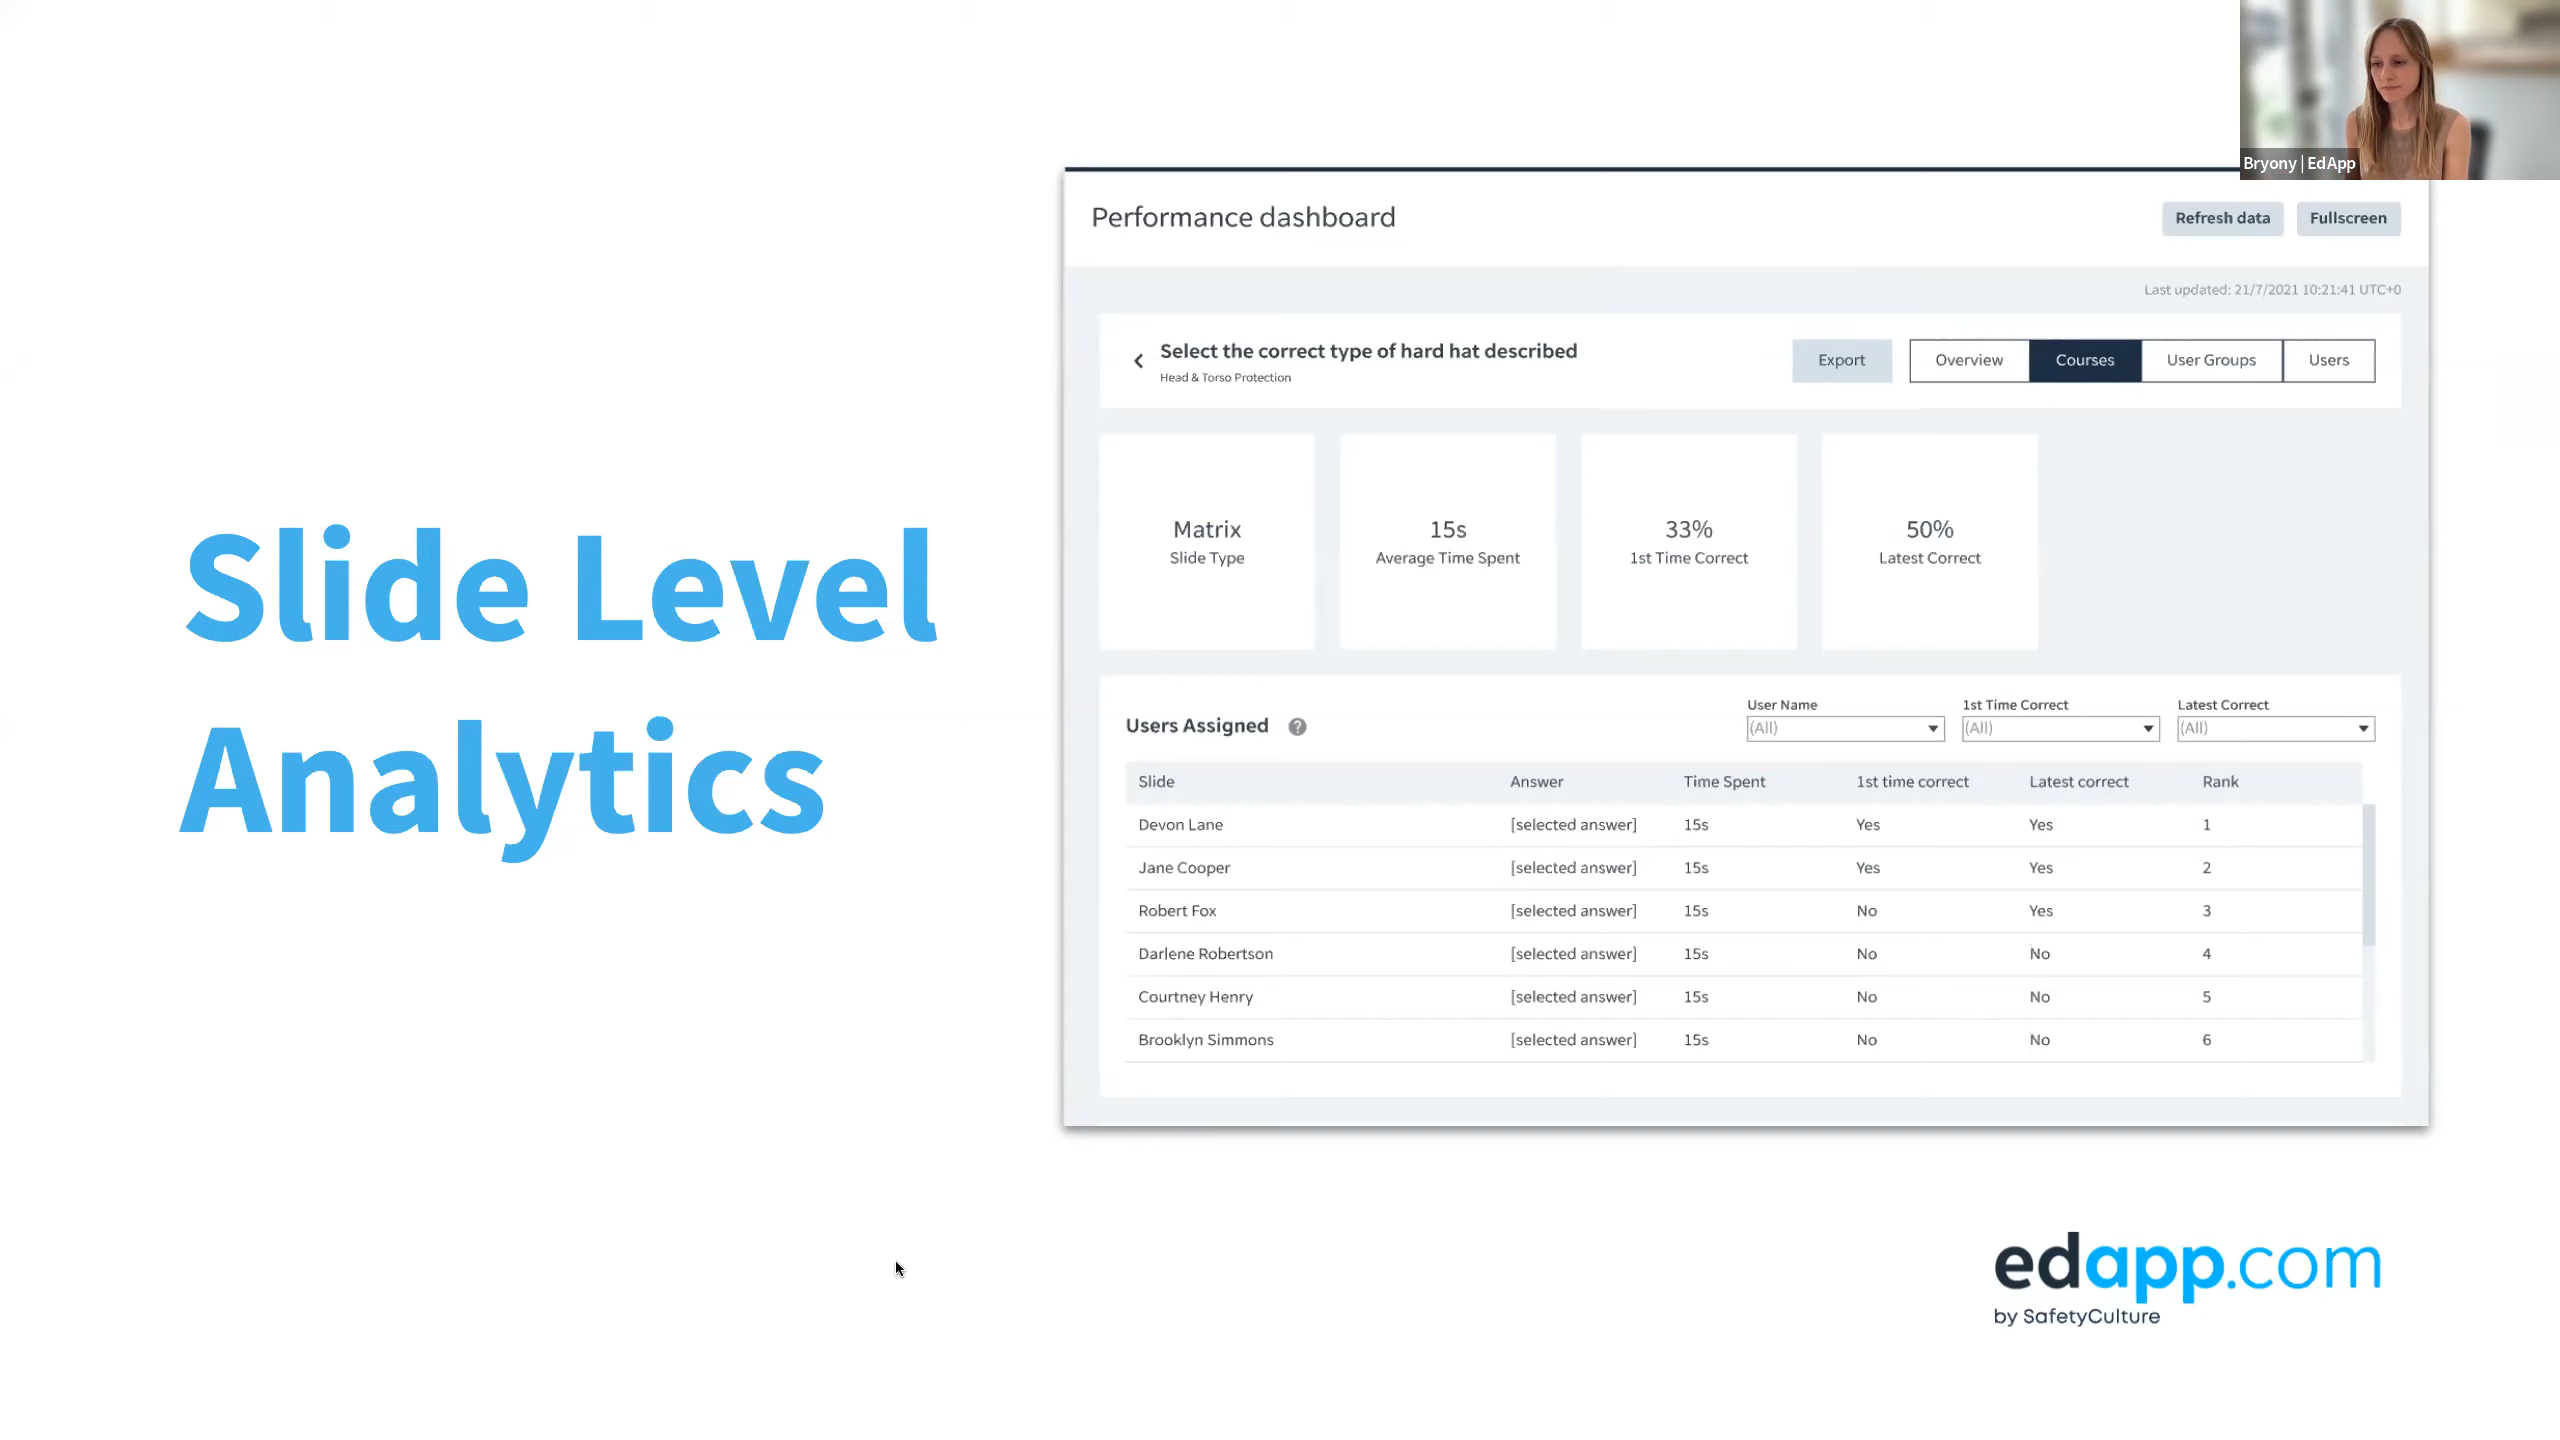 Bryony | EdApp
Slide Level
Analytics
Performance dashboard
Refresh data
Fullscreen
Last updated: 21/7/2021 10:21:41 UTC+0
Select the correct type of hard hat described
Head & Torso Protection
Export
Overview
Courses
User Groups
Users
Matrix
Slide Type
15s
Average Time Spent
33%
1st Time Correct
50%
Latest Correct
Users Assigned ?
User Name
(All)
1st Time Correct
(All)
Latest Correct
(All)
Slide Answer Time Spent 1st time correct Latest correct Rank
Devon Lane [selected answer] 15s Yes Yes 1
Jane Cooper [selected answer] 15s Yes Yes 2
Robert Fox [selected answer] 15s No Yes 3
Darlene Robertson [selected answer] 15s No No 4
Courtney Henry [selected answer] 15s No No 5
Brooklyn Simmons [selected answer] 15s No No 6
edapp.com
by SafetyCulture